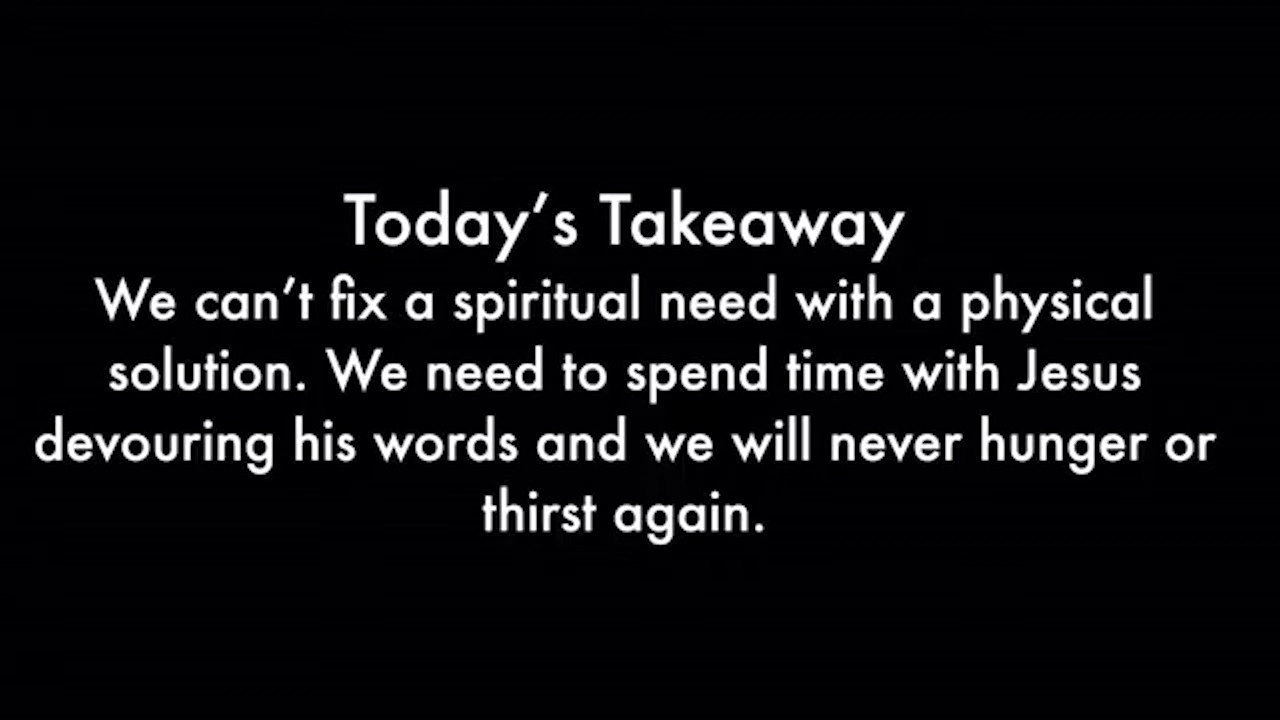 Today’s Takeaway
We can’t fix a spiritual need with a physical
solution. We need to spend time with Jesus
devouring his words and we will never hunger or
thirst again.